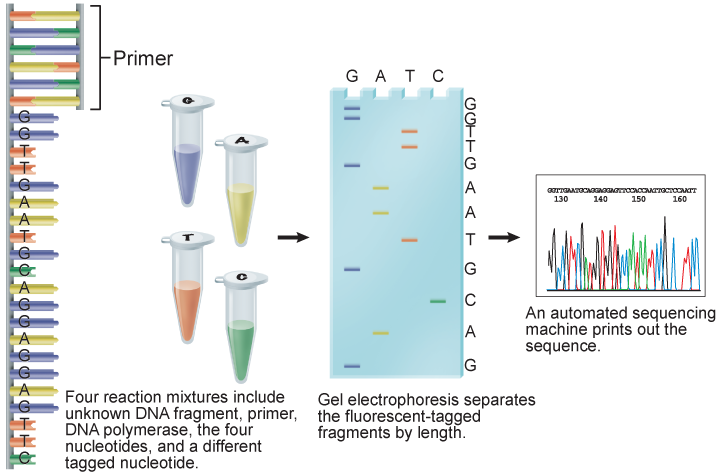 Primer
G
G
T
T
G
A
A
T
G
C
A
G
G
A
G
G
A
G
T
T
C
G
A
T
C
Four reaction mixtures include
unknown DNA fragment, primer,
DNA polymerase, the four
nucleotides, and a different
tagged nucleotide.
G A T C
G
G
T
T
G
A
A
T
G
C
A
G
Gel electrophoresis separates
the fluorescent-tagged
fragments by length.
GGTTGAATGCAGGAGGAGTTCCACCAATTGCTCCAATT
130 140 150 160
An automated sequencing
machine prints out the
sequence.